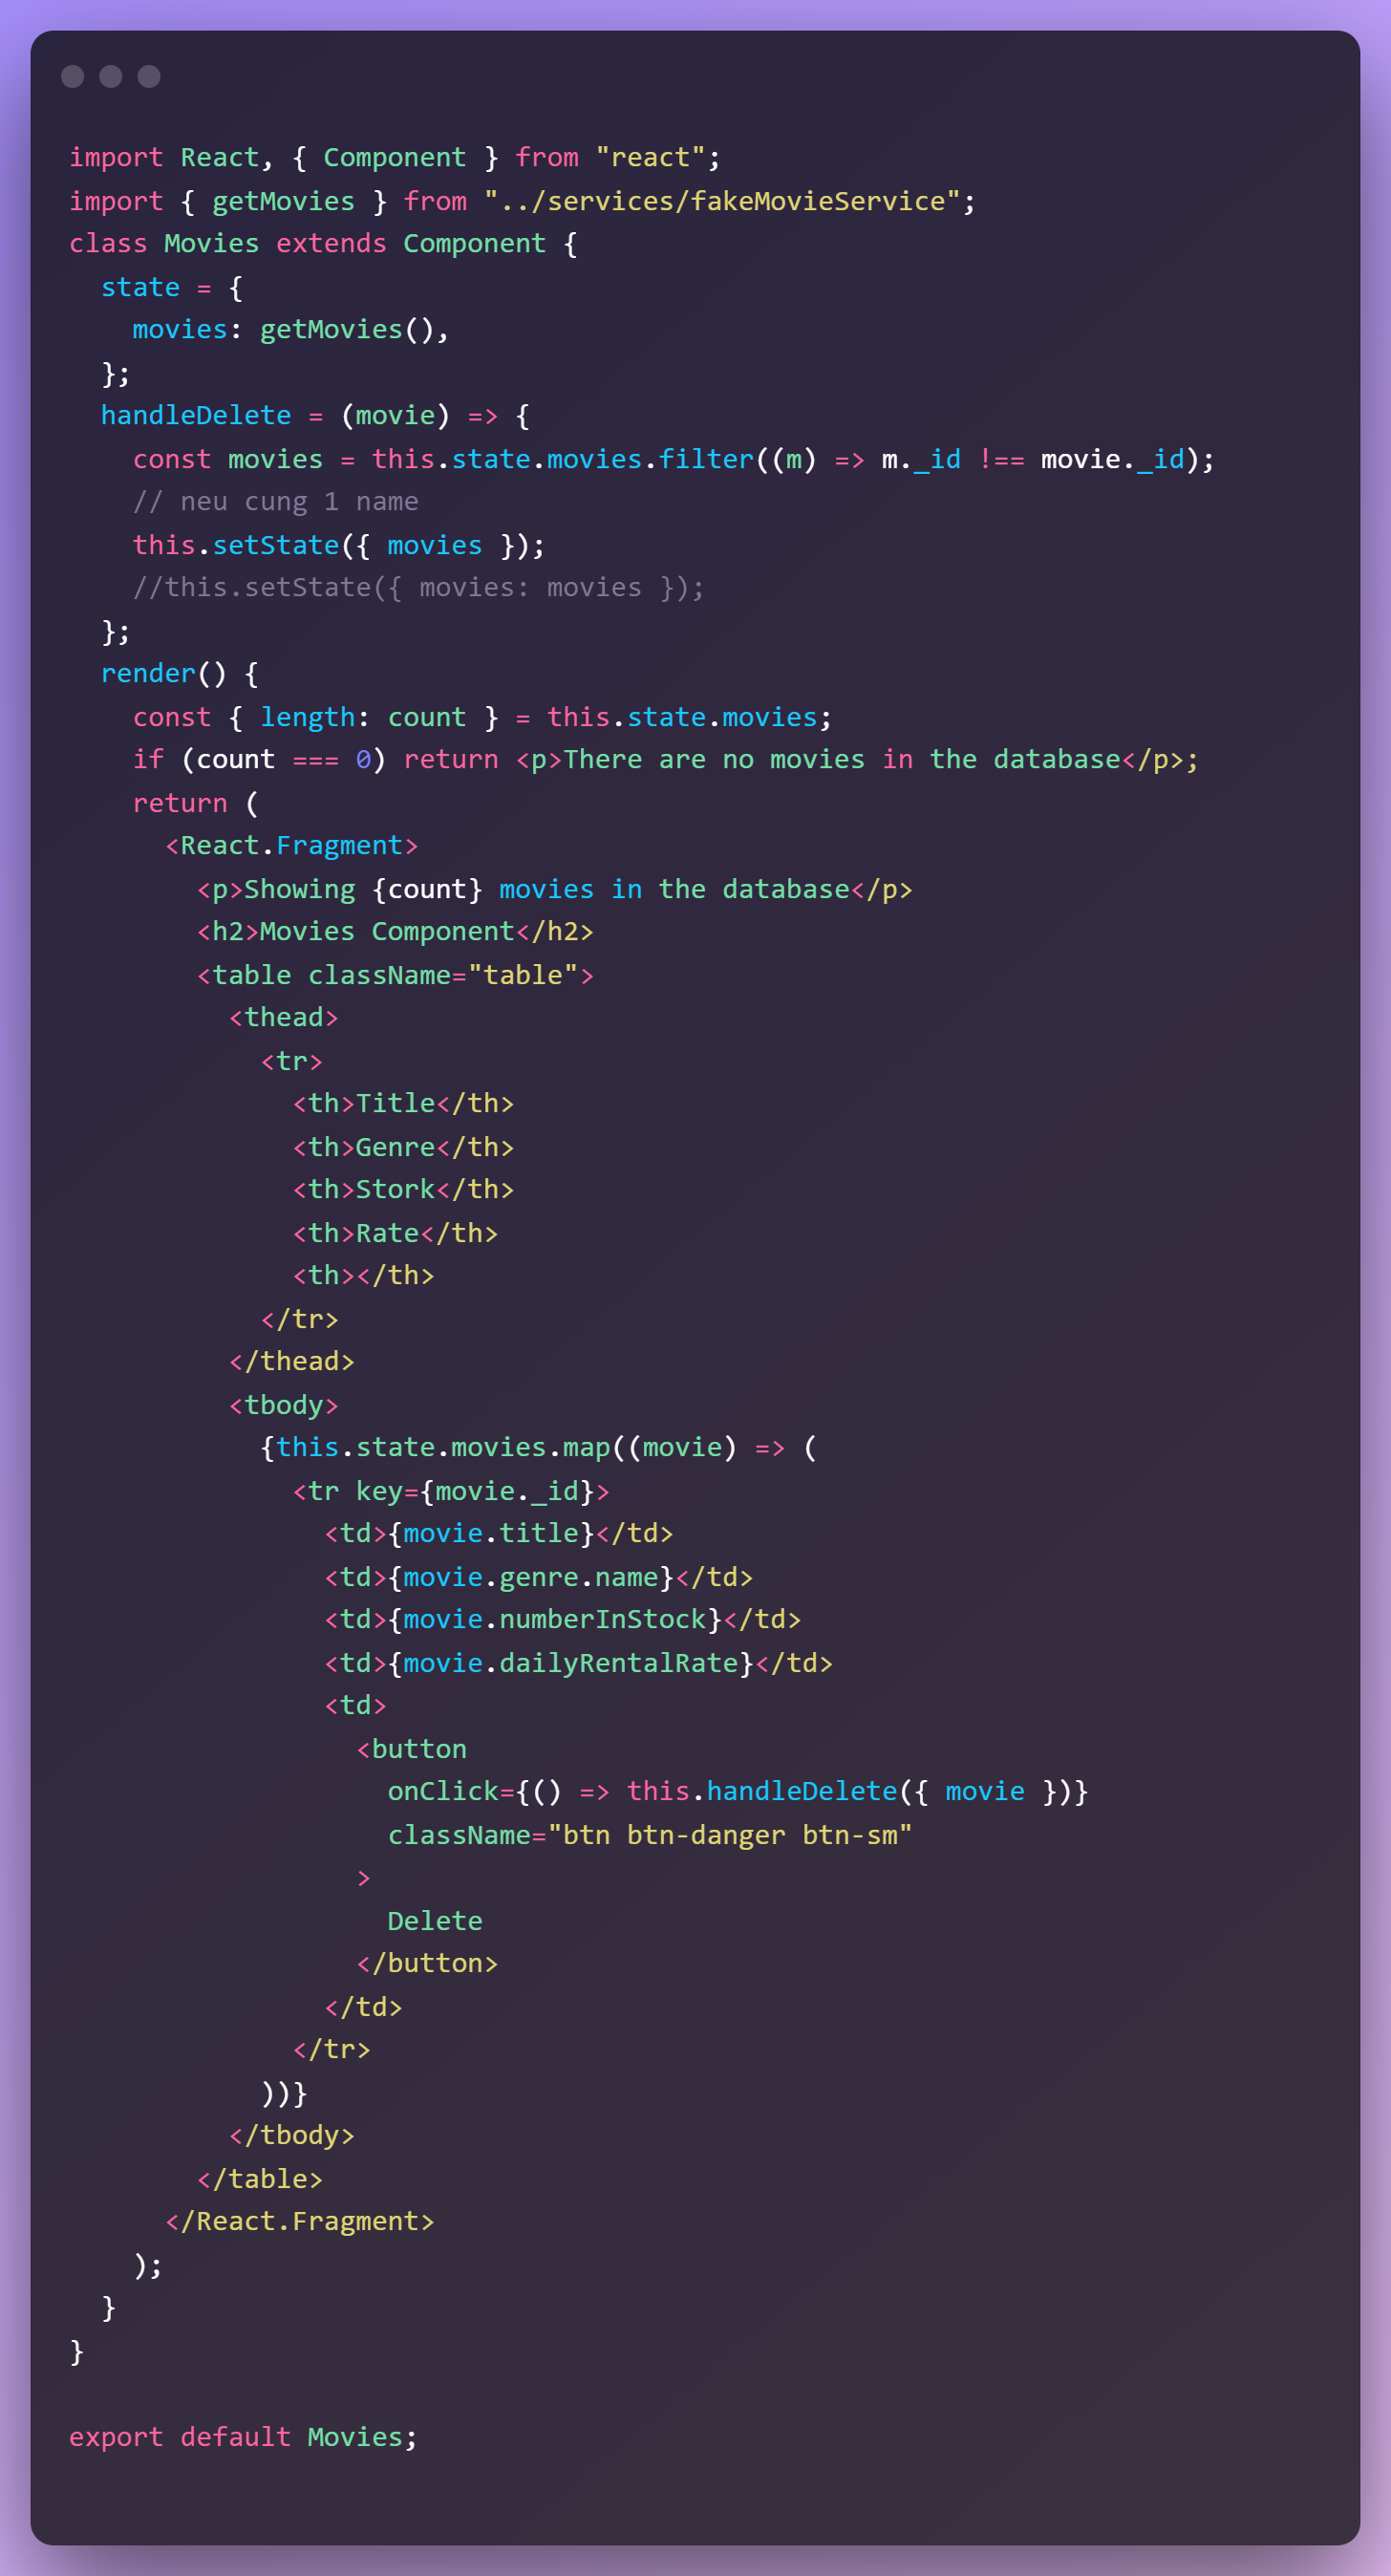 import React, { Component } from "react";
import { getMovies } from "../services/fakeMovieService";
class Movies extends Component {
  state = {
    movies: getMovies(),
  };
  handleDelete = (movie) => {
    const movies = this.state.movies.filter((m) => m._id !== movie._id);
    // neu cung 1 name
    this.setState({ movies });
    //this.setState({ movies: movies });
  };
  render() {
    const { length: count } = this.state.movies;
    if (count === 0) return <p>There are no movies in the database</p>;
    return (
      <React.Fragment>
        <p>Showing {count} movies in the database</p>
        <h2>Movies Component</h2>
        <table className="table">
          <thead>
            <tr>
              <th>Title</th>
              <th>Genre</th>
              <th>Stork</th>
              <th>Rate</th>
              <th></th>
            </tr>
          </thead>
          <tbody>
            {this.state.movies.map((movie) => (
              <tr key={movie._id}>
                <td>{movie.title}</td>
                <td>{movie.genre.name}</td>
                <td>{movie.numberInStock}</td>
                <td>{movie.dailyRentalRate}</td>
                <td>
                  <button
                    onClick={() => this.handleDelete({ movie })}
                    className="btn btn-danger btn-sm"
                  >
                    Delete
                  </button>
                </td>
              </tr>
            ))}
          </tbody>
        </table>
      </React.Fragment>
    );
  }
}

export default Movies;